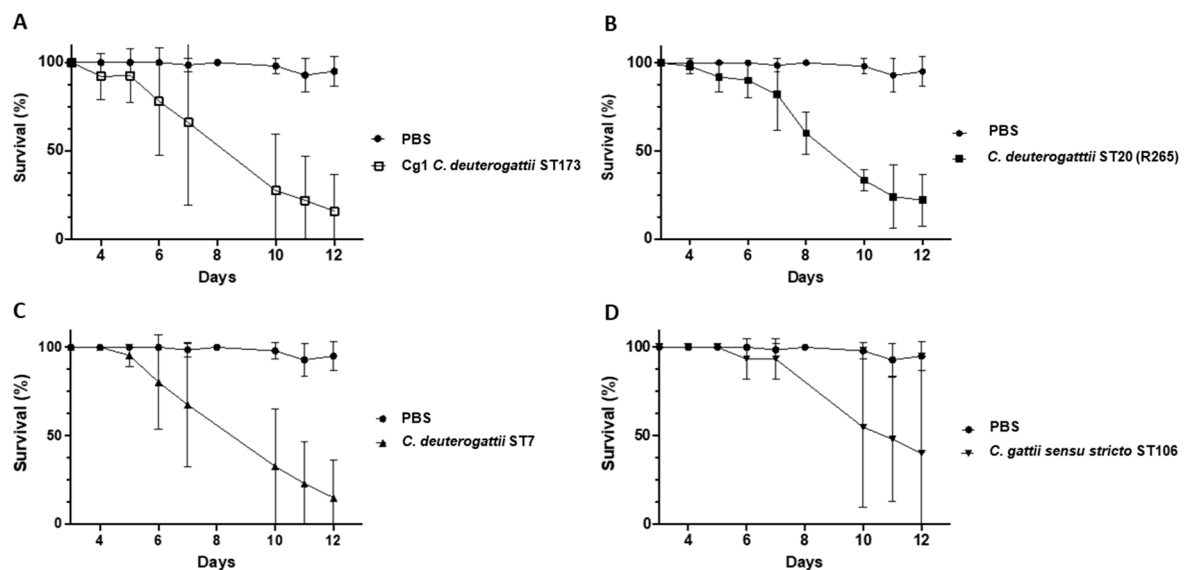 A
Survival (%)
100
50
0
4 6 8 10 12
Days
PBS
Cg1 C. deuterogattii ST173
B
Survival (%)
100
50
0
4 6 8 10 12
Days
PBS
C. deuterogatttii ST20 (R265)
C
Survival (%)
100
50
0
4 6 8 10 12
Days
PBS
C. deuterogattii ST7
D
Survival (%)
100
50
0
4 6 8 10 12
Days
PBS
C. gattii sensu stricto ST106